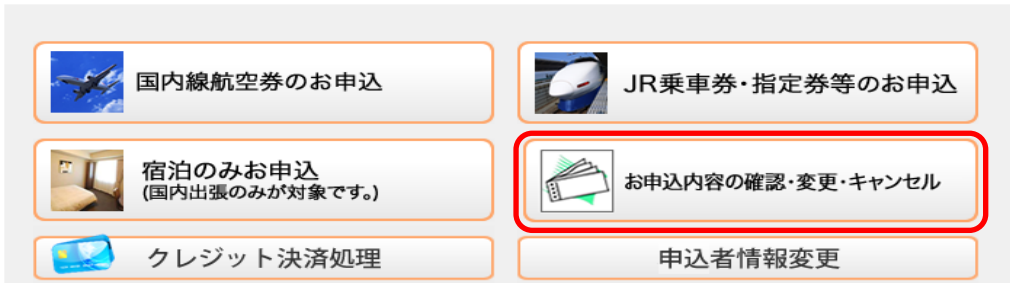 国内線航空券のお申込
JR乗車券・指定券等のお申込
宿泊のみお申込
(国内出張のみが対象です。)
お申込内容の確認・変更・キャンセル
クレジット決済処理
申込者情報変更